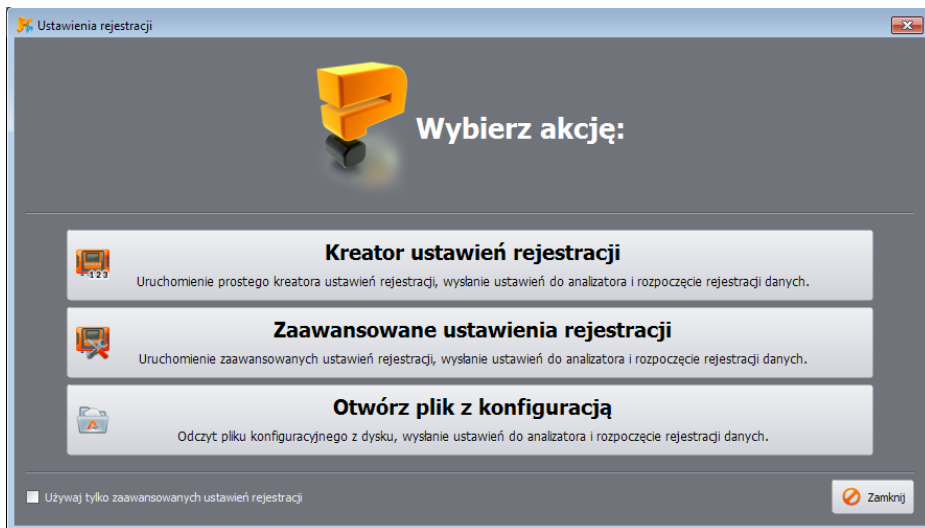 Ustawienia rejestracji
Wybierz akcję:
Kreator ustawień rejestracji
123
Uruchomienie prostego kreatora ustawień rejestracji, wysłanie ustawień do analizatora i rozpoczęcie rejestracji danych.
Zaawansowane ustawienia rejestracji
Uruchomienie zaawansowanych ustawień rejestracji, wysłanie ustawień do analizatora i rozpoczęcie rejestracji danych.
Otwórz plik z konfiguracją
Odczyt pliku konfiguracyjnego z dysku, wysłanie ustawień do analizatora i rozpoczęcie rejestracji danych.
Używaj tylko zaawansowanych ustawień rejestracji
Zamknij